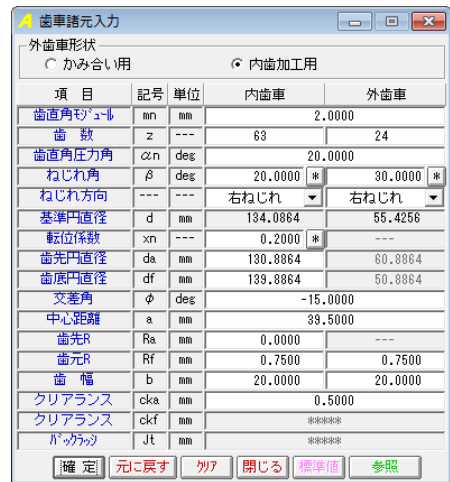 歯車諸元入力
外歯車形状
かみ合い用 内歯加工用
項 目 記号 単位 内歯車 外歯車
歯直角ﾓｼﾞｭｰﾙ mn mm 2.0000
歯 数 z --- 63 24
歯直角圧力角 αn deg 20.0000
ねじれ角 β deg 20.0000 * 30.0000 *
ねじれ方向 --- --- 右ねじれ 右ねじれ
基準円直径 d mm 134.0864 55.4256
転位係数 xn --- 0.2000 * ---
歯先円直径 da mm 130.8864 60.8864
歯底円直径 df mm 139.8864 50.8864
交差角 φ deg -15.0000
中心距離 a mm 39.5000
歯先R Ra mm 0.0000 ---
歯元R Rf mm 0.7500 0.7500
歯 幅 b mm 20.0000 20.0000
クリアランス cka mm 0.5000
クリアランス ckf mm *****
ﾊﾞｯｸﾗｯｼ Jt mm *****
確 定 元に戻す ｸﾘｱ 閉じる 標準値 参照